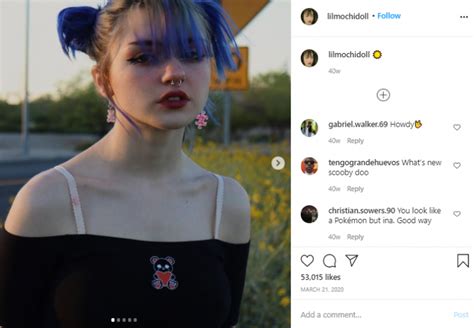 lilmochidoll • Follow
lilmochidoll
40w
gabriel.walker.69 Howdy
40w Reply
tengograndehuevos What's new
scooby doo
40w Reply
christian.sowers.90 You look like
a Pokémon but ina. Good way
40w Reply
53,015 likes
MARCH 21, 2020
Add a comment... Post